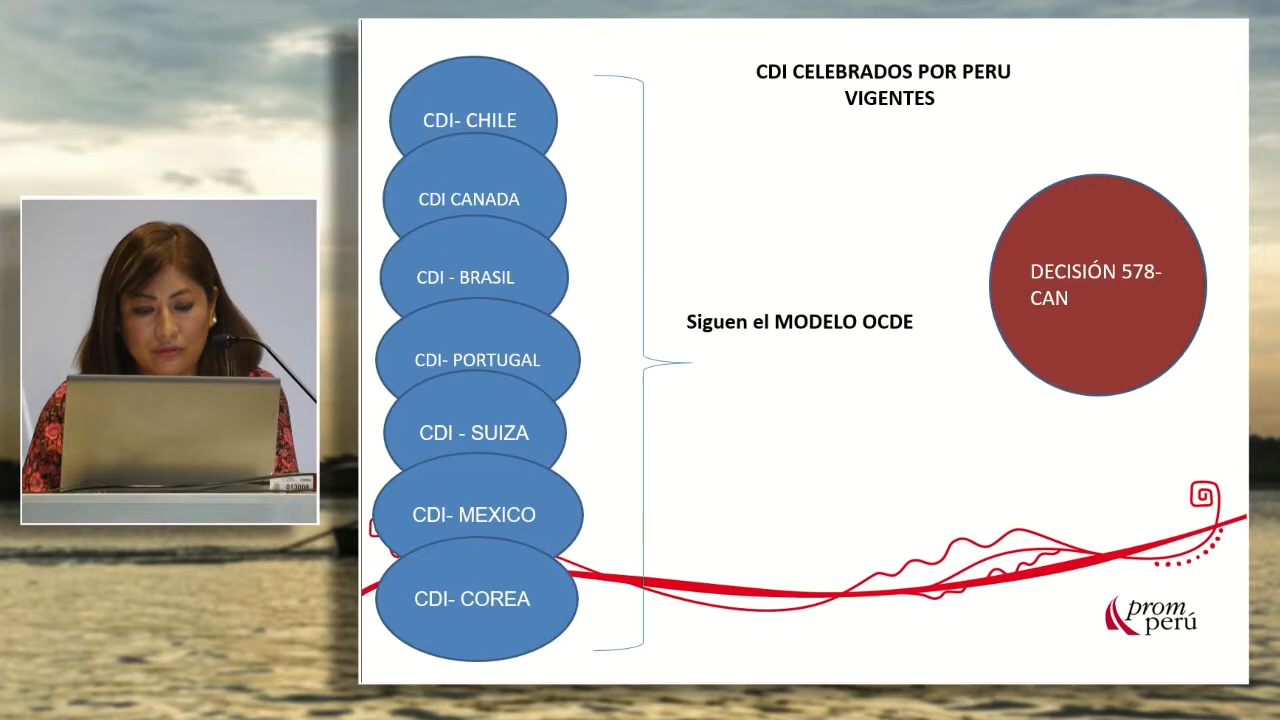 CDI CELEBRADOS POR PERU
VIGENTES
CDI- CHILE
CDI CANADA
CDI - BRASIL
CDI- PORTUGAL
CDI - SUIZA
CDI- MEXICO
CDI- COREA
Siguen el MODELO OCDE
DECISIÓN 578-
CAN
prom
perú